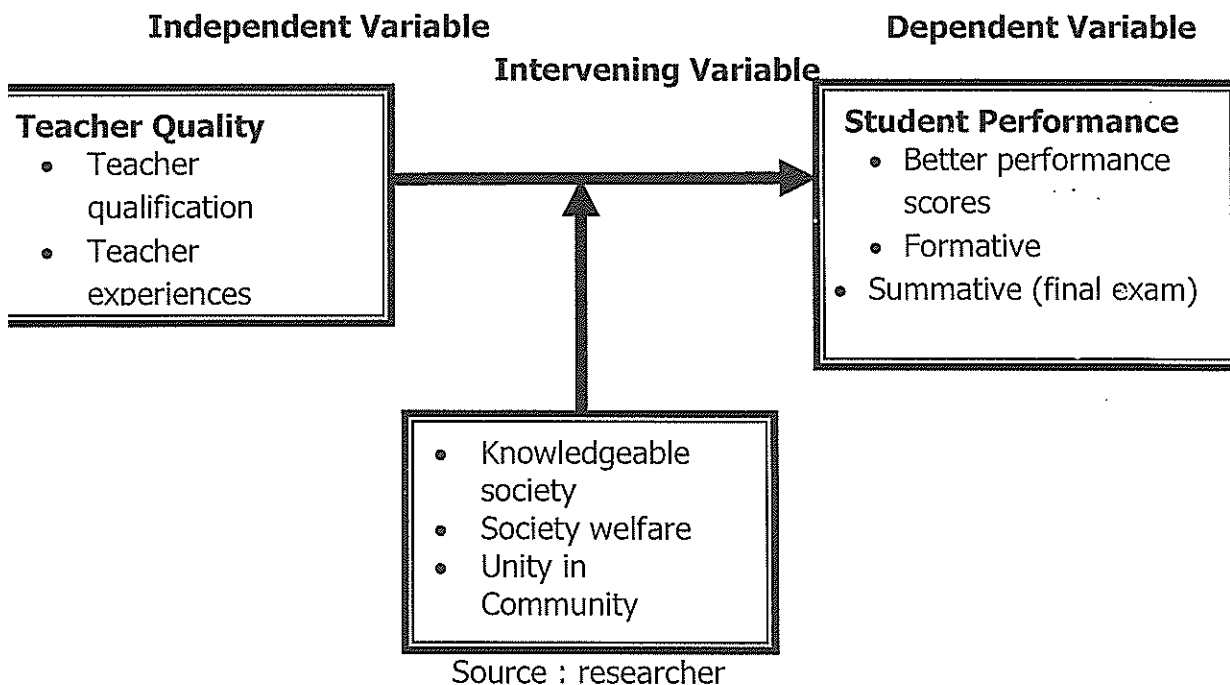 Independent Variable
Dependent Variable
Intervening Variable
Teacher Quality
• Teacher
qualification
• Teacher
experiences
Student Performance
• Better performance
scores
• Formative
• Summative (final exam)
• Knowledgeable
society
• Society welfare
• Unity in
Community
Source : researcher